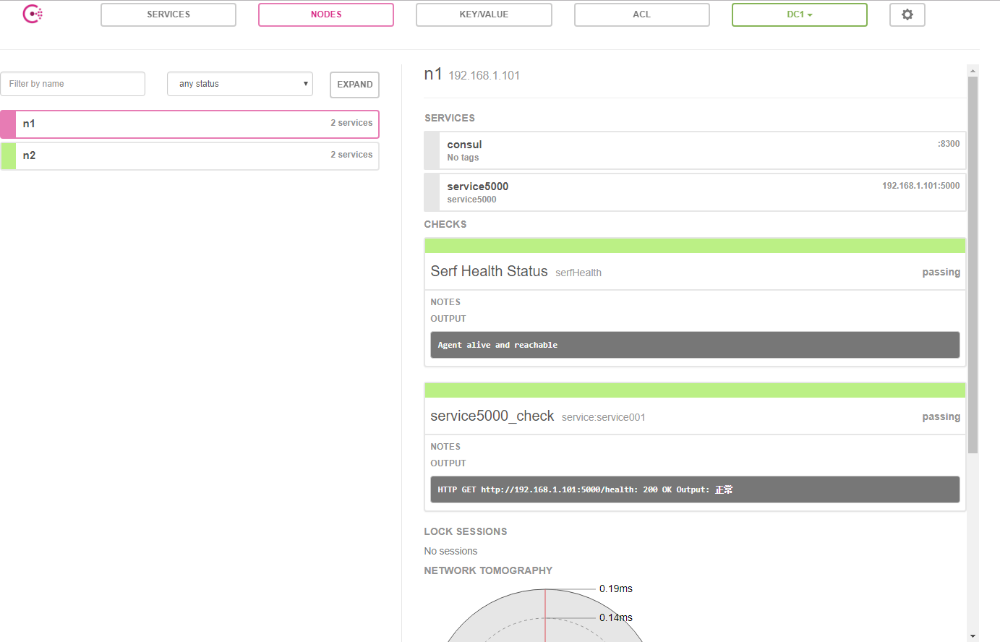 SERVICES NODES KEY/VALUE ACL DC1
Filter by name any status EXPAND
n1 2 services
n2 2 services
n1 192.168.1.101
SERVICES
consul :8300
No tags
service5000 192.168.1.101:5000
service5000
CHECKS
Serf Health Status serfHealth passing
NOTES
OUTPUT
Agent alive and reachable
service5000_check service:service001 passing
NOTES
OUTPUT
HTTP GET http://192.168.1.101:5000/health: 200 OK Output: 正常
LOCK SESSIONS
No sessions
NETWORK TOMOGRAPHY
0.19ms
0.14ms